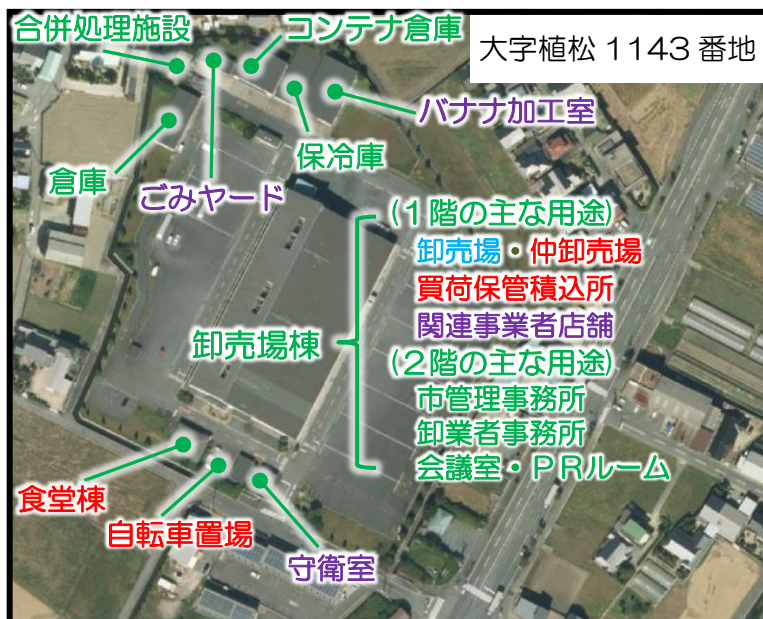 合併処理施設
コンテナ倉庫
大字植松1143番地
バナナ加工室
保冷庫
倉庫
ごみヤード
(1階の主な用途)
卸売場・仲卸売場
買荷保管積込所
関連事業者店舗
卸売場棟
(2階の主な用途)
市管理事務所
卸業者事務所
会議室・PRルーム
食堂棟
自転車置場
守衛室